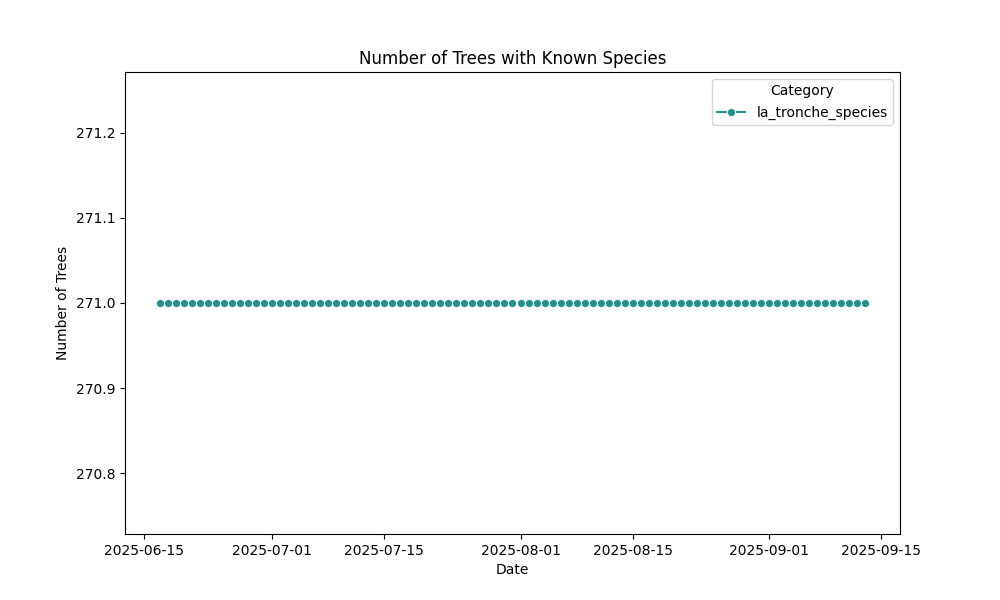 Number of Trees with Known Species
Category
la_tronche_species
271.2
271.1
271.0
270.9
270.8
Number of Trees
2025-06-15
2025-07-01
2025-07-15
2025-08-01
2025-08-15
2025-09-01
2025-09-15
Date